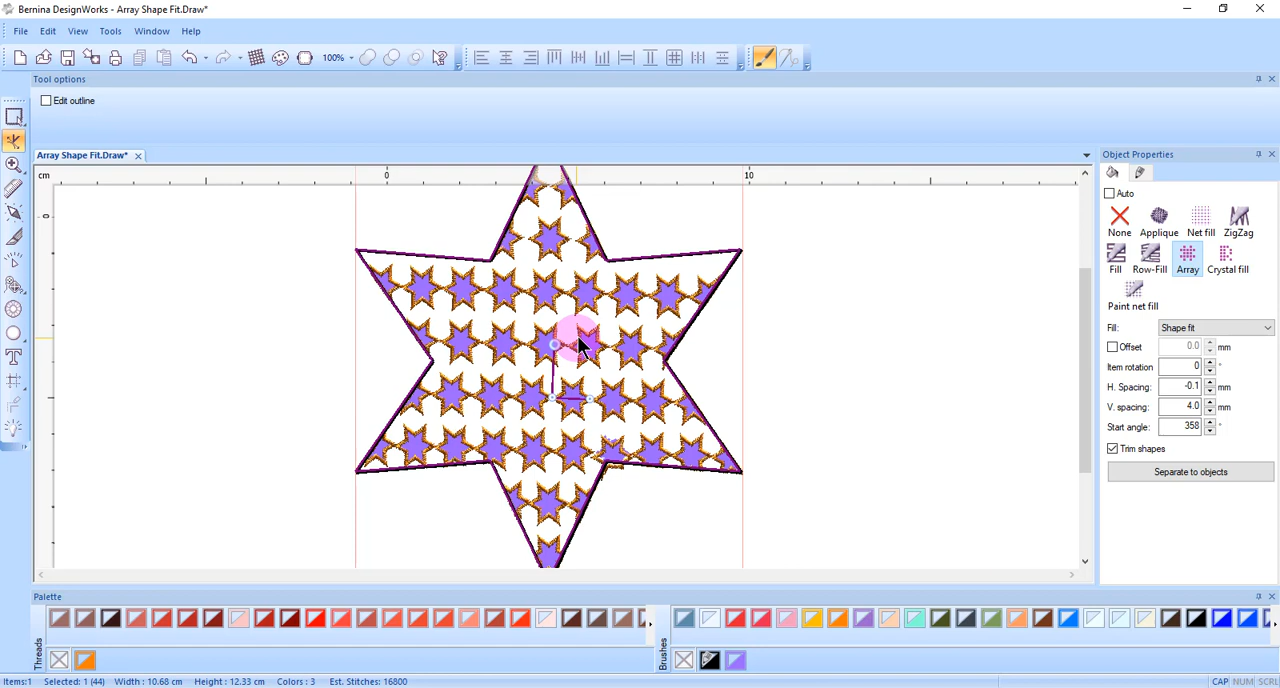 Bernina DesignWorks - Array Shape Fit.Draw*
File Edit View Tools Window Help
100%
Tool options
Edit outline
Array Shape Fit.Draw*
Object Properties
cm 0 10
0
Auto
None Applique Net fill ZigZag
Fill Row-Fill Array Crystal fill
Paint net fill
Fill: Shape fit
Offset 0.0 mm
Item rotation 0 °
H. Spacing: -0.1 mm
V. spacing: 4.0 mm
Start angle: 358 °
Trim shapes
Separate to objects
Palette
Threads
Brushes
Items:1 Selected: 1 (44) Width : 10.68 cm Height : 12.33 cm Colors : 3 Est. Stitches: 16800 CAP NUM SCRL